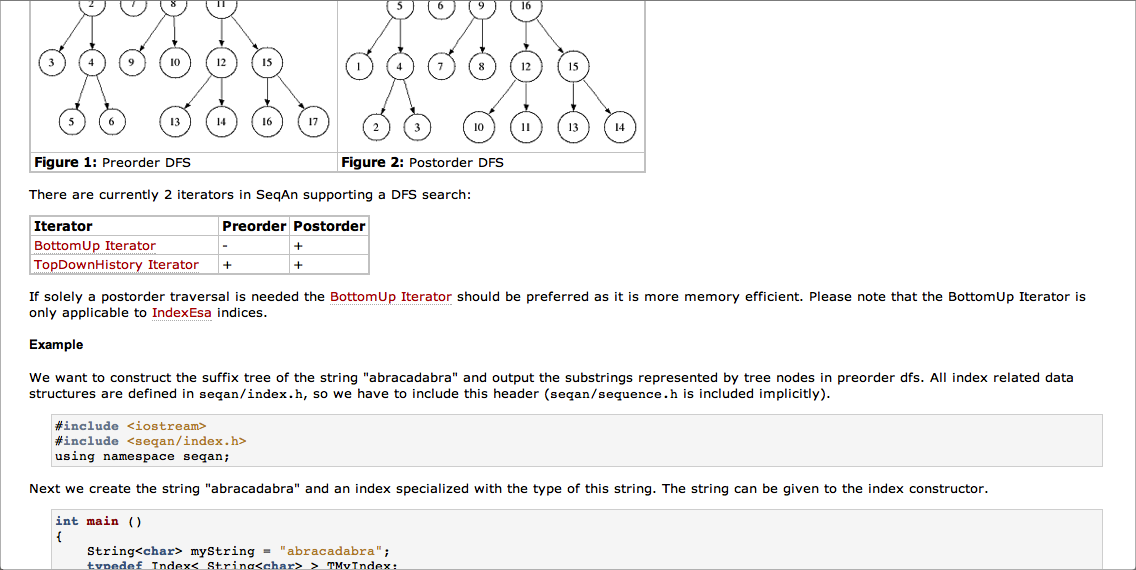 2 7 8 11 5 6 9 16
3 4 9 10 12 15 1 4 7 8 12 15
5 6 13 14 16 17 2 3 10 11 13 14
Figure 1: Preorder DFS Figure 2: Postorder DFS
There are currently 2 iterators in SeqAn supporting a DFS search:
Iterator Preorder Postorder
BottomUp Iterator - +
TopDownHistory Iterator + +
If solely a postorder traversal is needed the BottomUp Iterator should be preferred as it is more memory efficient. Please note that the BottomUp Iterator is
only applicable to IndexEsa indices.
Example
We want to construct the suffix tree of the string "abracadabra" and output the substrings represented by tree nodes in preorder dfs. All index related data
structures are defined in seqan/index.h, so we have to include this header (seqan/sequence.h is included implicitly).
#include <iostream>
#include <seqan/index.h>
using namespace seqan;
Next we create the string "abracadabra" and an index specialized with the type of this string. The string can be given to the index constructor.
int main ()
{
String<char> myString = "abracadabra";
typedef Index< String<char> > TMyIndex;